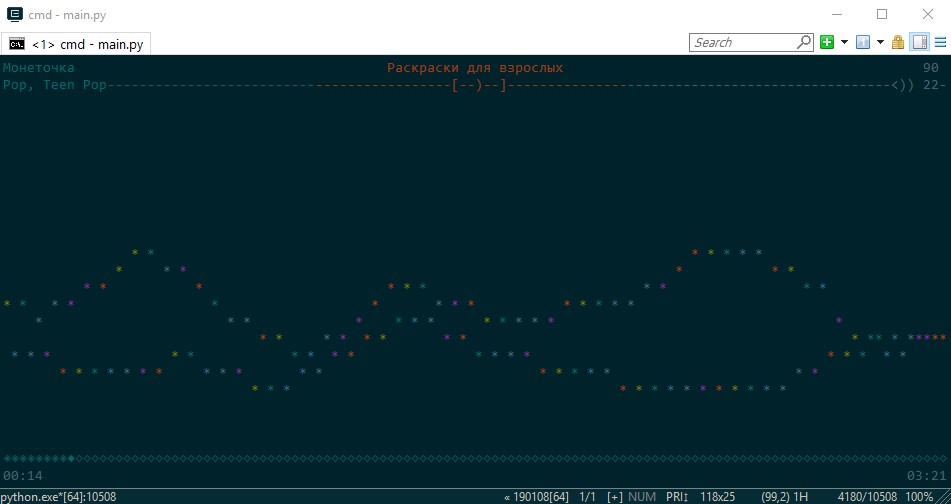 cmd - main.py
<1> cmd - main.py
Search
Монеточка Раскраски для взрослых 90
Pop, Teen Pop--------------------------------------------[--)--]------------------------------------------------<)) 22-
00:14 03:21
python.exe*[64]:10508 « 190108[64] 1/1 [+] NUM PRI↕ 118x25 (99,2) 1H 4180/10508 100%